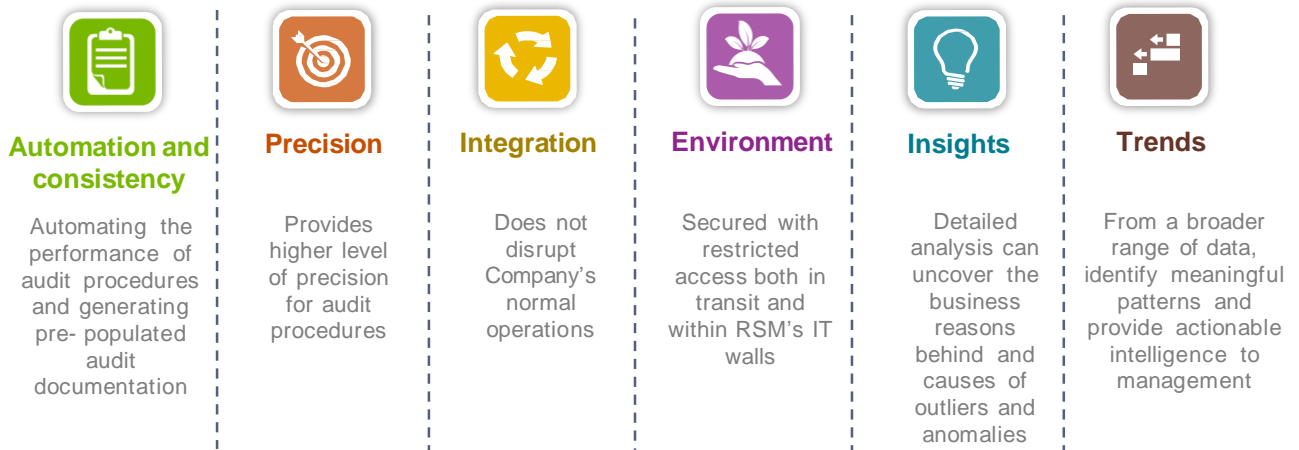 Automation and
consistency
Automating the
performance of
audit procedures
and generating
pre- populated
audit
documentation
Precision
Provides
higher level
of precision
for audit
procedures
Integration
Does not
disrupt
Company’s
normal
operations
Environment
Secured with
restricted
access both in
transit and
within RSM’s IT
walls
Insights
Detailed
analysis can
uncover the
business
reasons
behind and
causes of
outliers and
anomalies
Trends
From a broader
range of data,
identify meaningful
patterns and
provide actionable
intelligence to
management